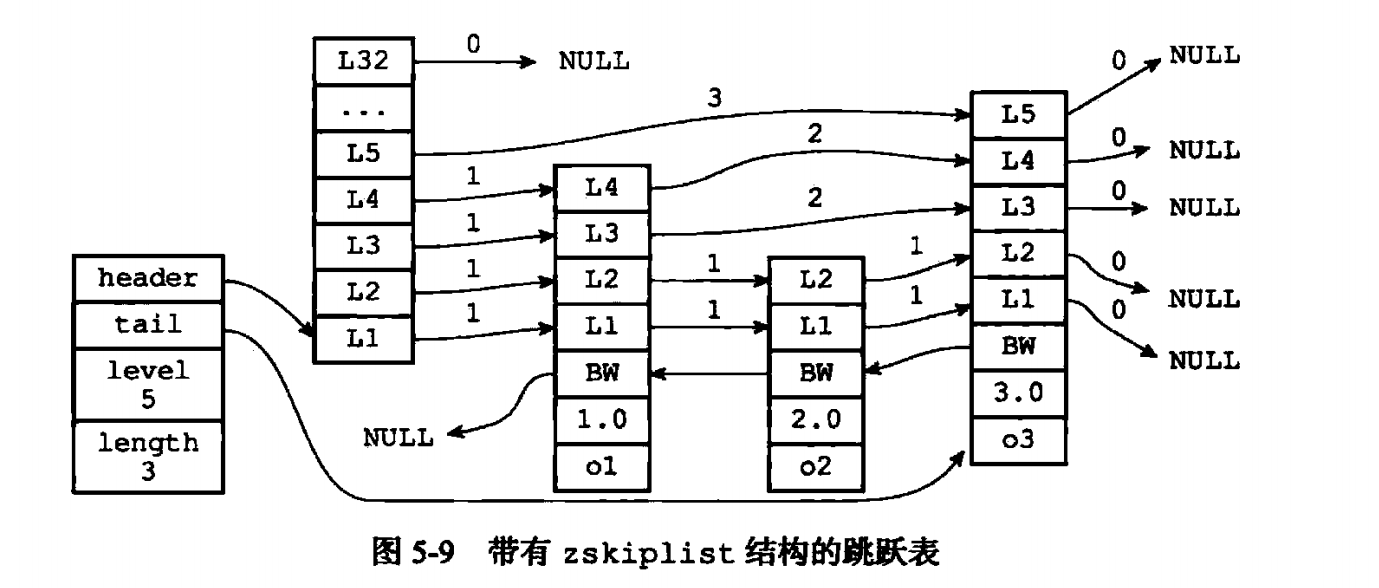 header
tail
level
5
length
3
L32
...
L5
L4
L3
L2
L1
0
NULL
3
1
1
1
1
L4
L3
L2
L1
BW
1.0
o1
NULL
2
2
1
1
L2
L1
BW
2.0
o2
1
1
L5
L4
L3
L2
L1
BW
3.0
o3
0
NULL
0
NULL
0
NULL
0
NULL
0
NULL
图 5-9 带有 zskiplist 结构的跳跃表